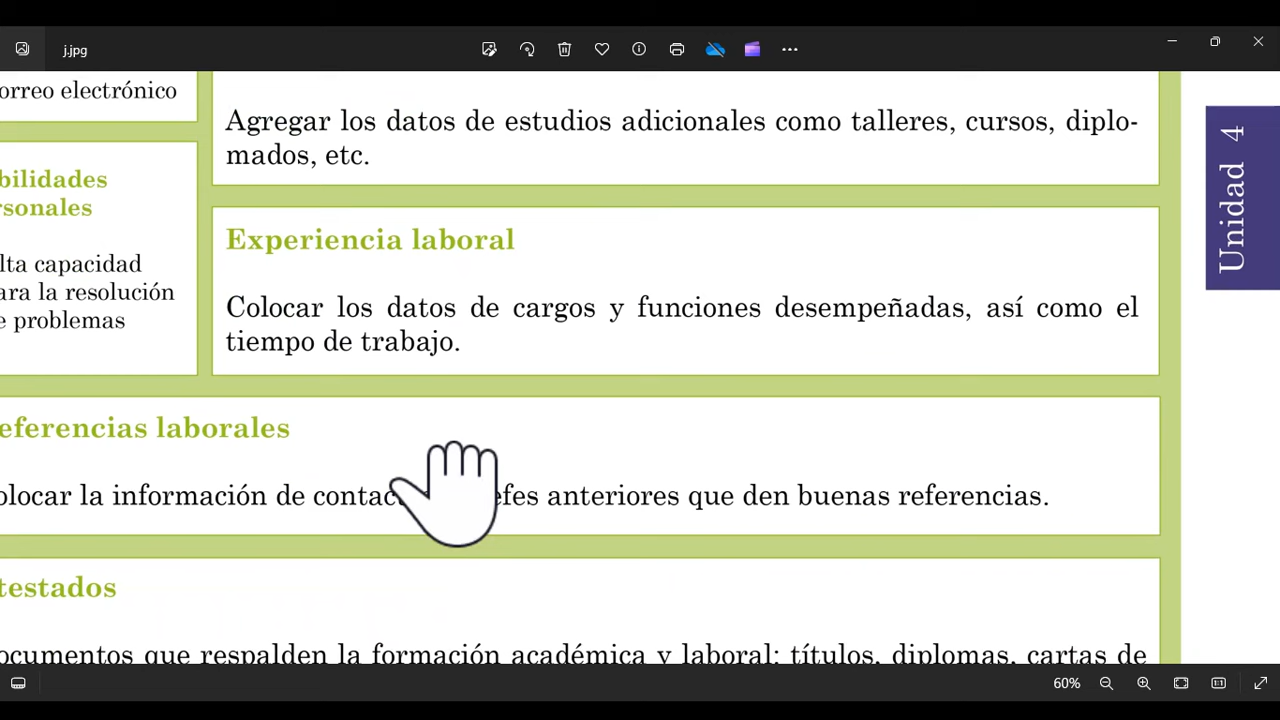 j.jpg
orreo electrónico
Agregar los datos de estudios adicionales como talleres, cursos, diplo-
mados, etc.
bilidades
rsonales
lta capacidad
ara la resolución
e problemas
Experiencia laboral
Colocar los datos de cargos y funciones desempeñadas, así como el
tiempo de trabajo.
Unidad 4
eferencias laborales
olocar la información de contac efes anteriores que den buenas referencias.
testados
ocumentos que respalden la formación académica y laboral: títulos, diplomas, cartas de
60%